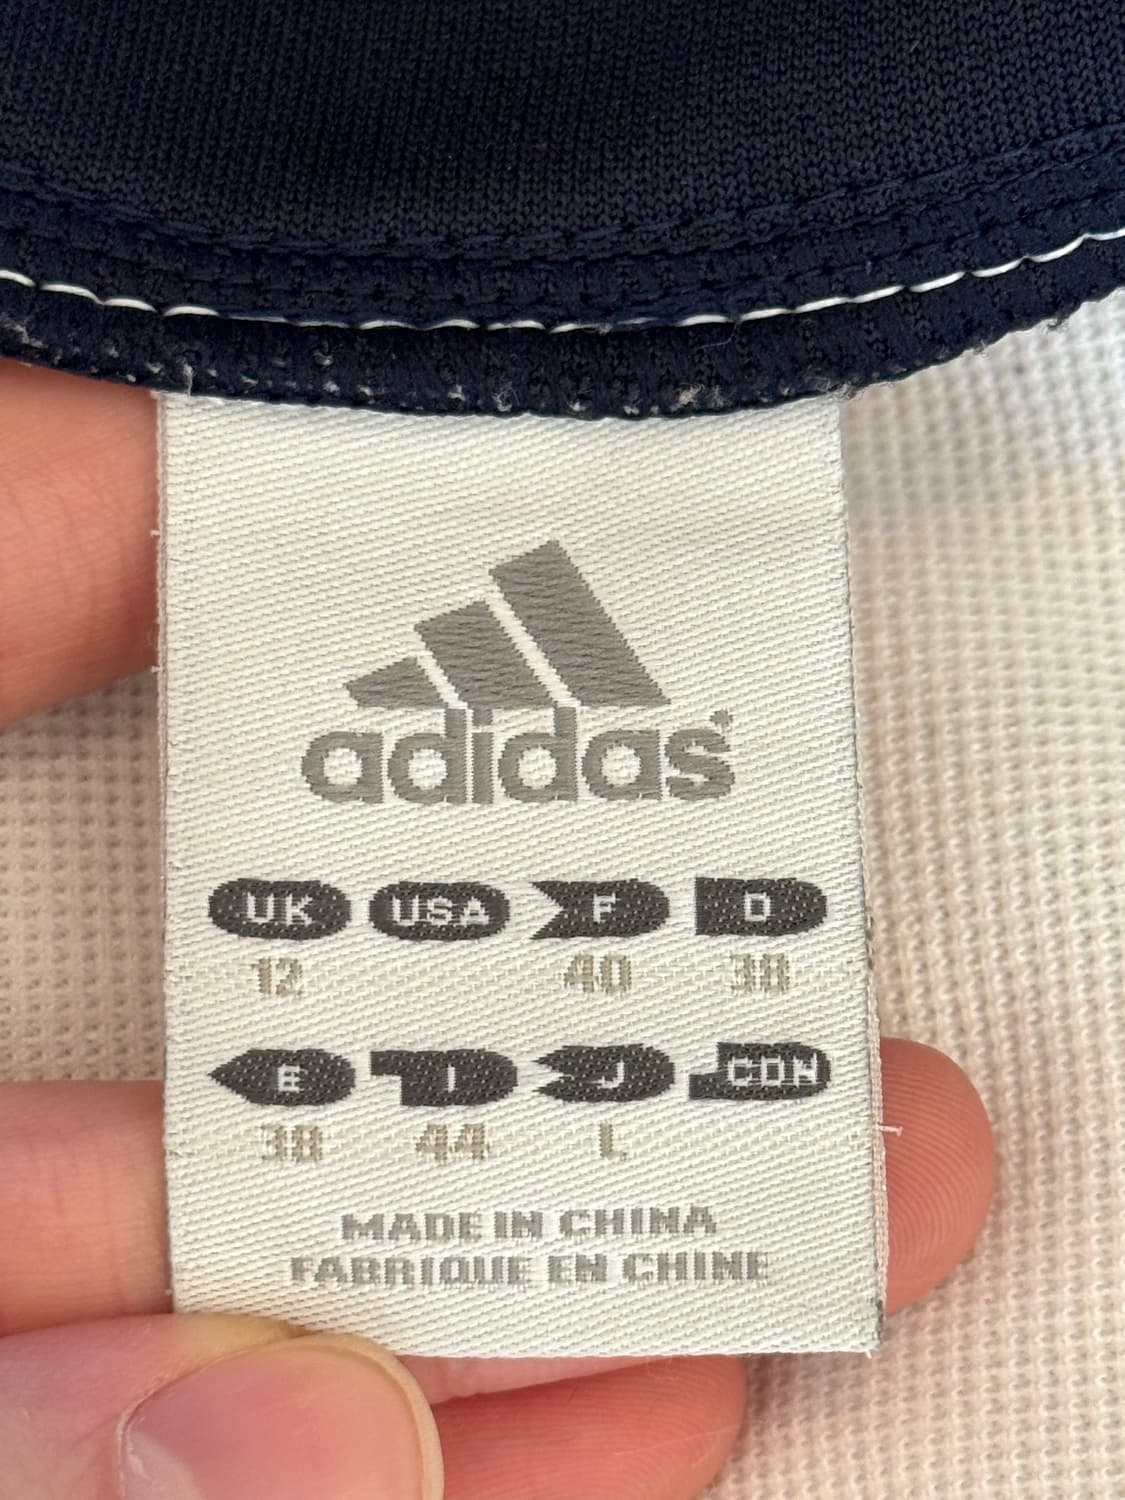 adidas®
UK USA F D
12 40 38
E I J CDN
38 44 L
MADE IN CHINA
FABRIQUE EN CHINE